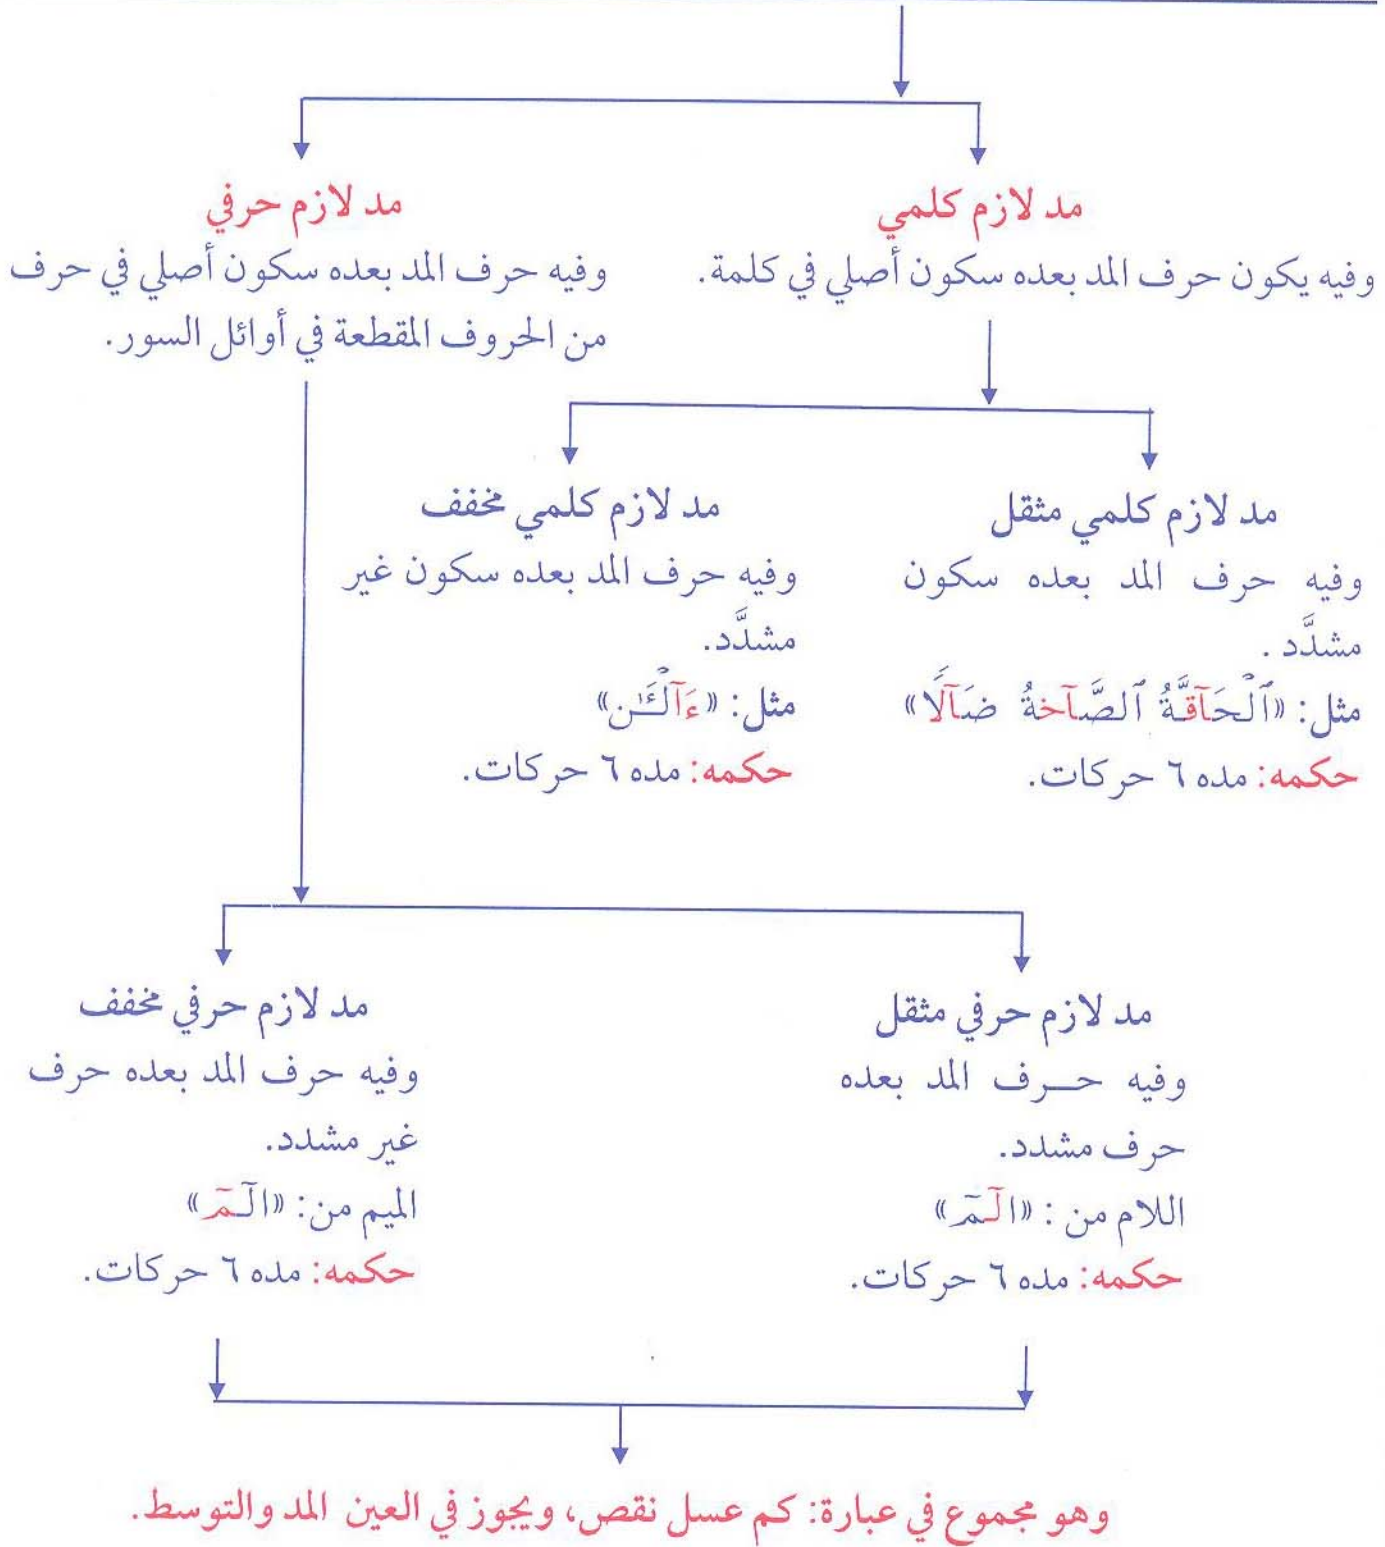 مد لازم كلمي
وفيه يكون حرف المد بعده سكون أصلي في كلمة.
مد لازم حرفي
وفيه حرف المد بعده سكون أصلي في حرف
من الحروف المقطعة في أوائل السور.
مد لازم كلمي مثقل
وفيه حرف المد بعده سكون
مشدَّد .
مثل: «ٱلْحَآقَّةُ ٱلصَّآخةُ ضَآلًا»
حكمه: مده ٦ حركات.
مد لازم كلمي مخفف
وفيه حرف المد بعده سكون غير
مشدَّد.
مثل: «ءَآلْـَٰٔن»
حكمه: مده ٦ حركات.
مد لازم حرفي مثقل
وفيه حـرف المد بعده
حرف مشدد.
اللام من : «الٓمٓ»
حكمه: مده ٦ حركات.
مد لازم حرفي مخفف
وفيه حرف المد بعده حرف
غير مشدد.
الميم من: «الٓمٓ»
حكمه: مده ٦ حركات.
وهو مجموع في عبارة: كم عسل نقص، ويجوز في العين المد والتوسط.